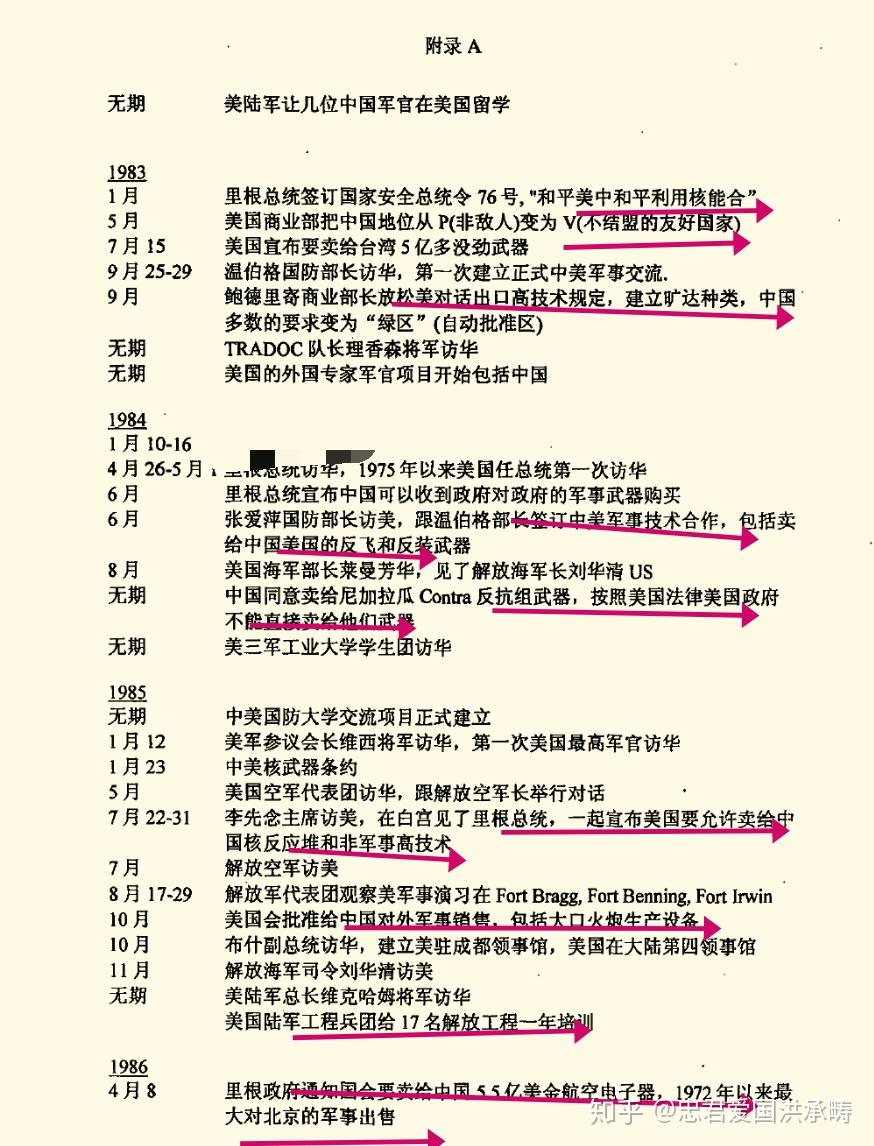 附录 A
无期 美陆军让几位中国军官在美国留学
1983
1 月 里根总统签订国家安全总统令 76 号, "和平美中和平利用核能合”
5 月 美国商业部把中国地位从 P(非敌人)变为 V(不结盟的友好国家)
7 月 15 美国宣布要卖给台湾 5 亿多没劲武器
9 月 25-29 温伯格国防部长访华，第一次建立正式中美军事交流.
9 月 鲍德里寄商业部长放松美对话出口高技术规定，建立旷达种类，中国
多数的要求变为“绿区” (自动批准区)
无期 TRADOC 队长理香森将军访华
无期 美国的外国专家军官项目开始包括中国
1984
1 月 10-16
4 月 26-5 月 里根总统访华，1975 年以来美国任总统第一次访华
6 月 里根总统宣布中国可以收到政府对政府的军事武器购买
6 月 张爱萍国防部长访美，跟温伯格部长签订中美军事技术合作，包括卖
给中国美国的反飞和反装武器
8 月 美国海军部长莱曼芳华，见了解放海军长刘华清 US
无期 中国同意卖给尼加拉瓜 Contra 反抗组武器，按照美国法律美国政府
不能直接卖给他们武器
无期 美三军工业大学学生团访华
1985
无期 中美国防大学交流项目正式建立
1 月 12 美军参议会长维西将军访华，第一次美国最高军官访华
1 月 23 中美核武器条约
5 月 美国空军代表团访华，跟解放空军长举行对话
7 月 22-31 李先念主席访美，在白宫见了里根总统，一起宣布美国要允许卖给中
国核反应堆和非军事高技术
7 月 解放空军访美
8 月 17-29 解放军代表团观察美军事演习在 Fort Bragg, Fort Benning, Fort Irwin
10 月 美国会批准给中国对外军事销售，包括大口火炮生产设备
10 月 布什副总统访华，建立美驻成都领事馆，美国在大陆第四领事馆
11 月 解放海军司令刘华清访美
无期 美陆军总长维克哈姆将军访华
美国陆军工程兵团给 17 名解放工程一年培训
1986
4 月 8 里根政府通知国会要卖给中国 5.5 亿美金航空电子器，1972 年以来最
大对北京的军事出售
知乎 @忠君爱国洪承畴